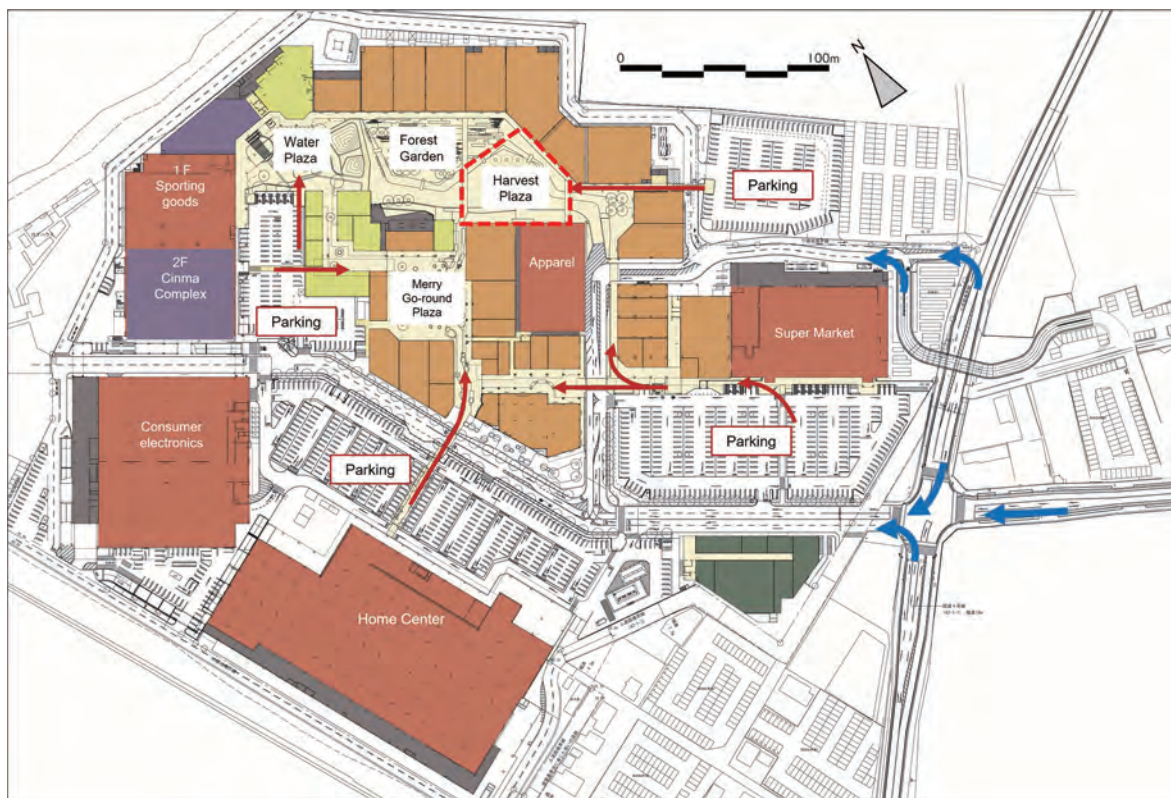 0
100m
N
Water
Plaza
Forest
Garden
Harvest
Plaza
1F
Sporting
goods
2F
Cinma
Complex
Parking
Apparel
Merry
Go-round
Plaza
Parking
Super Market
Consumer
electronics
Parking
Parking
Home Center